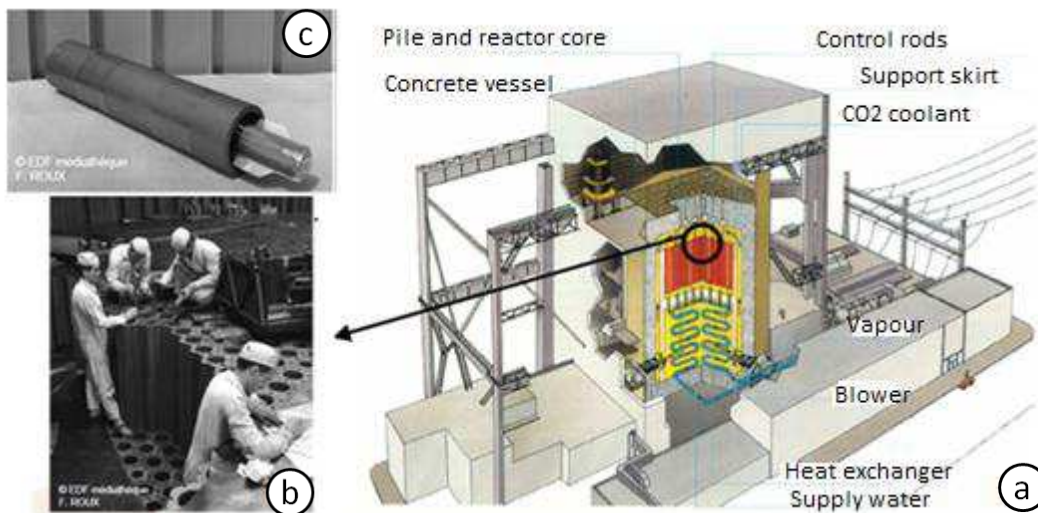 c
© EDF médiathèque
F. ROUX
b
© EDF médiathèque
F. ROUX
Pile and reactor core
Concrete vessel
Control rods
Support skirt
CO2 coolant
Vapour
Blower
Heat exchanger
Supply water
a